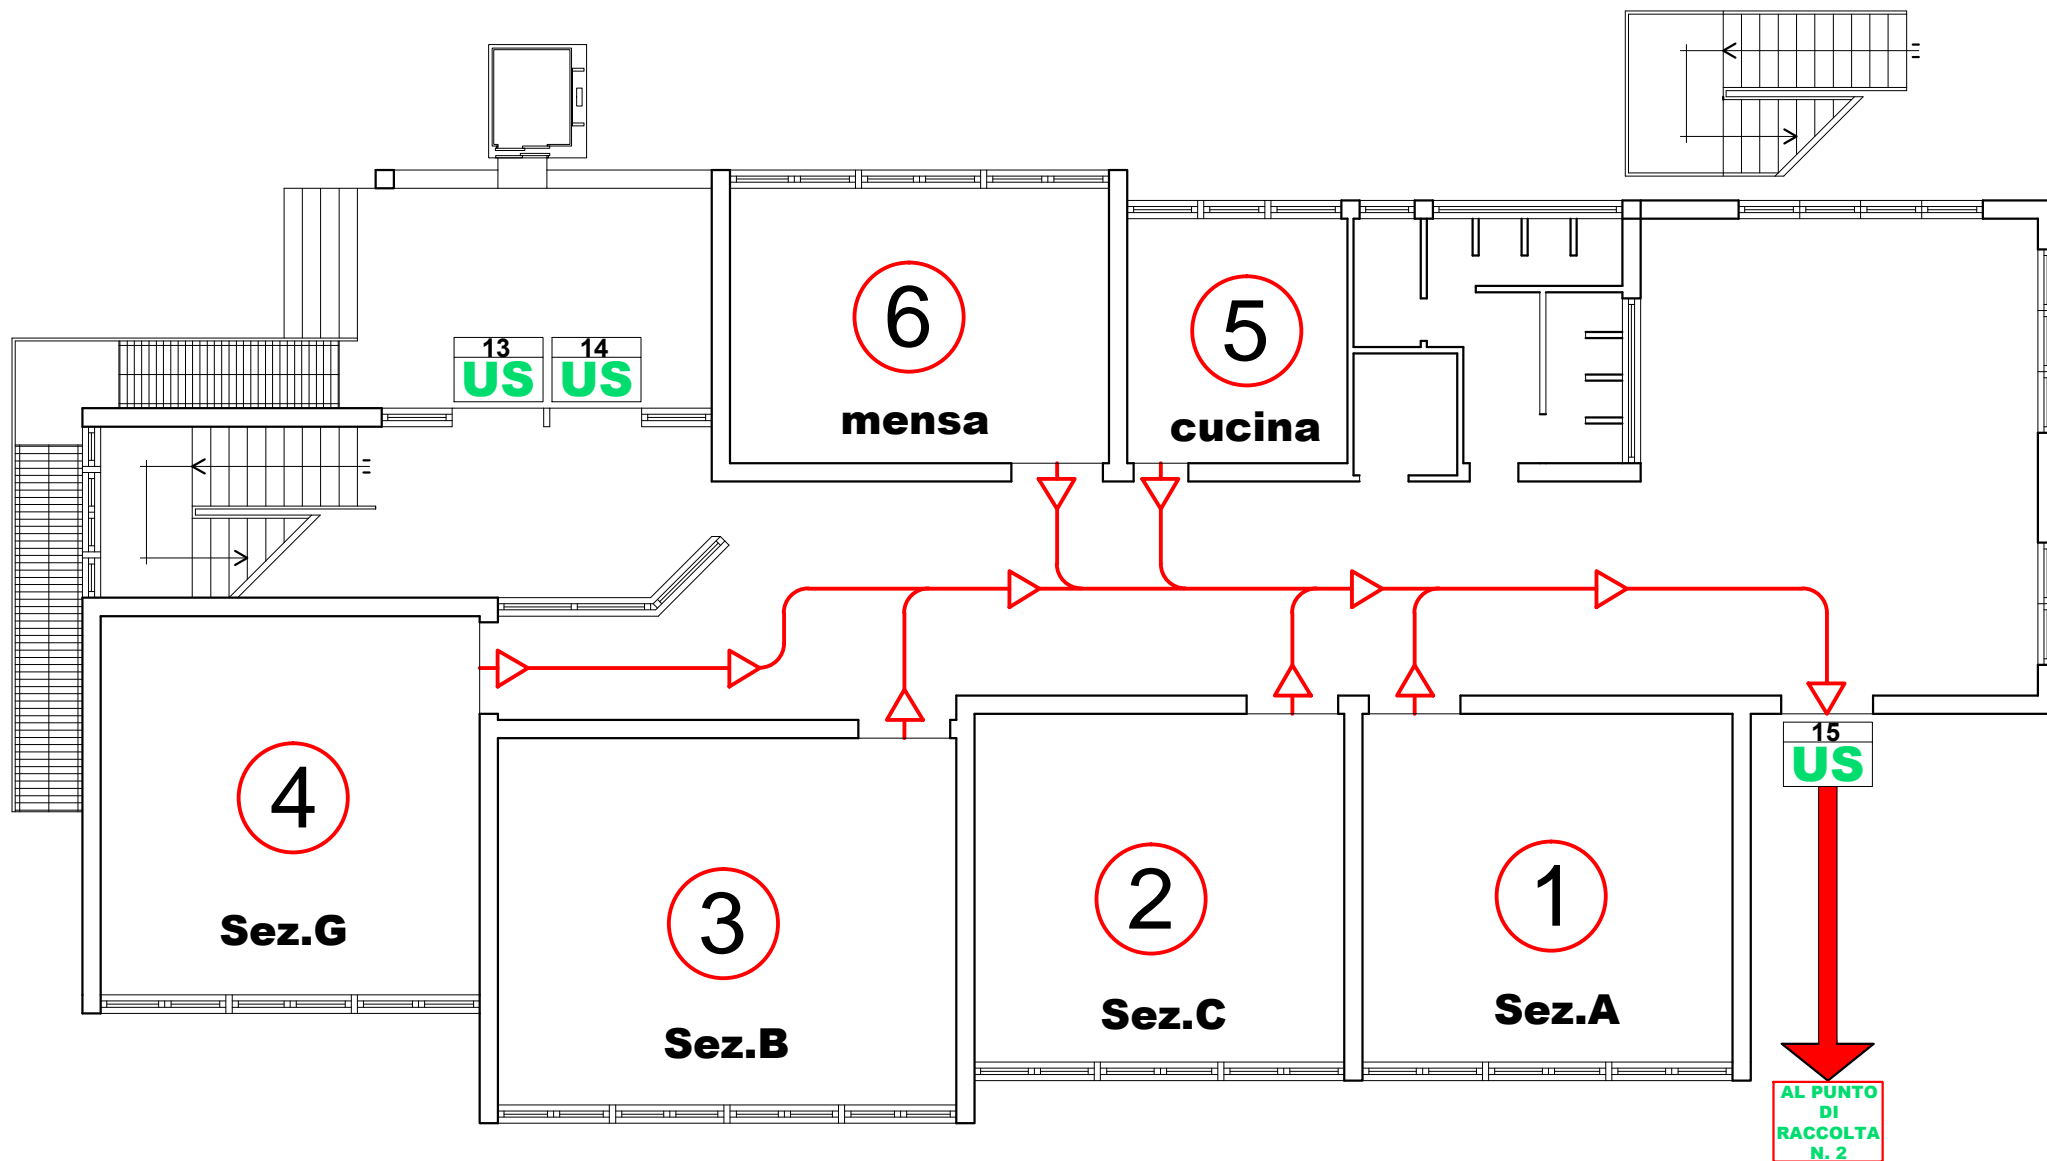 13
US
14
US
6
mensa
5
cucina
4
Sez.G
3
Sez.B
2
Sez.C
1
Sez.A
15
US
AL PUNTO
DI
RACCOLTA
N. 2